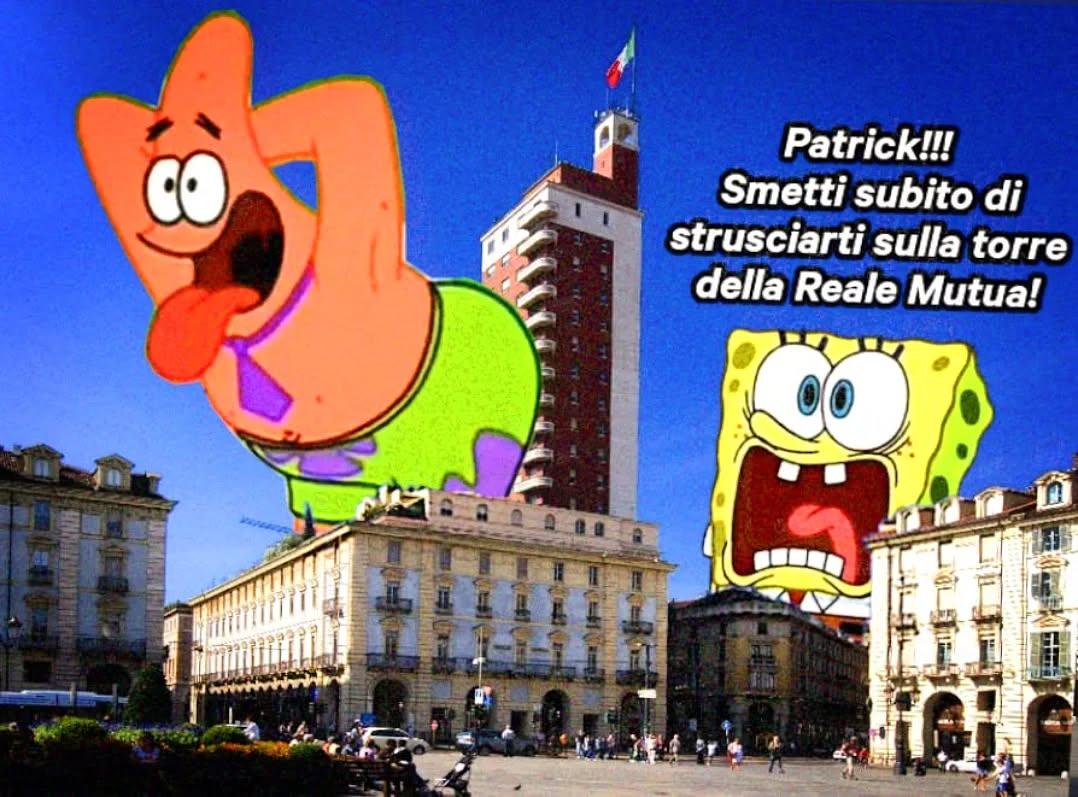 Patrick!!!
Smetti subito di
strusciarti sulla torre
della Reale Mutua!